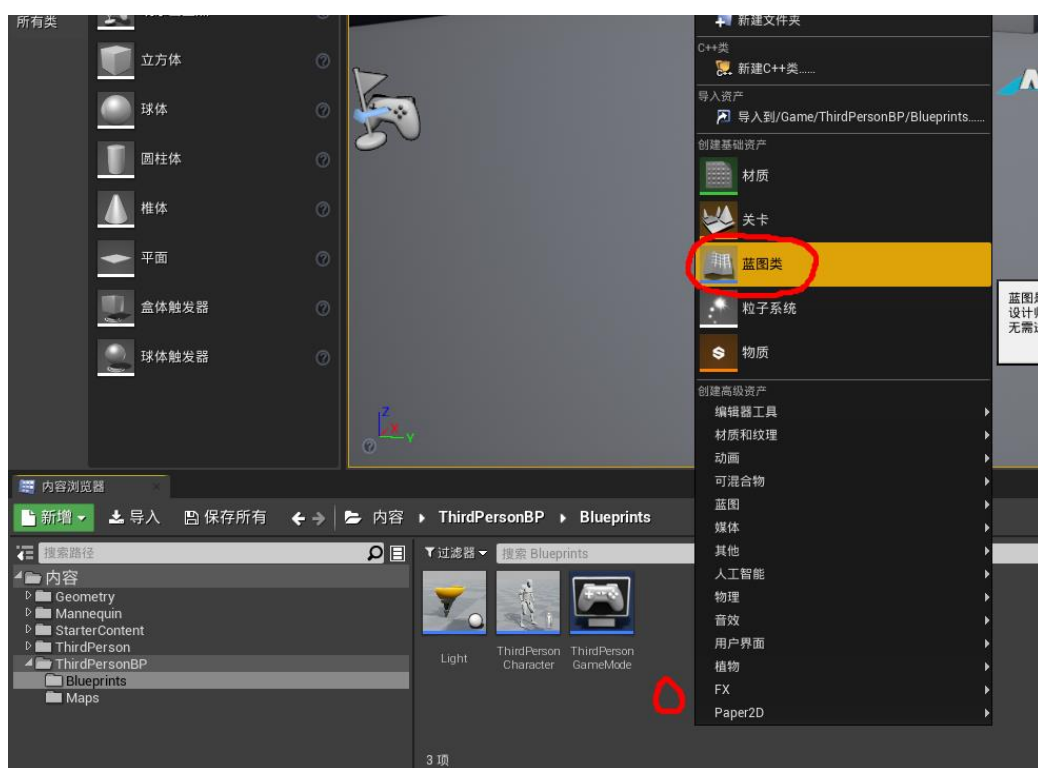 所有类
立方体
球体
圆柱体
椎体
平面
盒体触发器
球体触发器
Z
X
Y
新建文件夹
C++类
C++
新建C++类......
导入资产
导入到/Game/ThirdPersonBP/Blueprints......
创建基础资产
材质
关卡
蓝图类
粒子系统
物质
创建高级资产
编辑器工具
材质和纹理
动画
可混合物
蓝图
媒体
其他
人工智能
物理
音效
用户界面
植物
FX
Paper2D
蓝图是
设计师
无需
内容浏览器
新增
导入
保存所有
内容
ThirdPersonBP
Blueprints
搜索路径
内容
Geometry
Mannequin
StarterContent
ThirdPerson
ThirdPersonBP
Blueprints
Maps
过滤器
搜索 Blueprints
Light
ThirdPerson
Character
ThirdPerson
GameMode
3 项